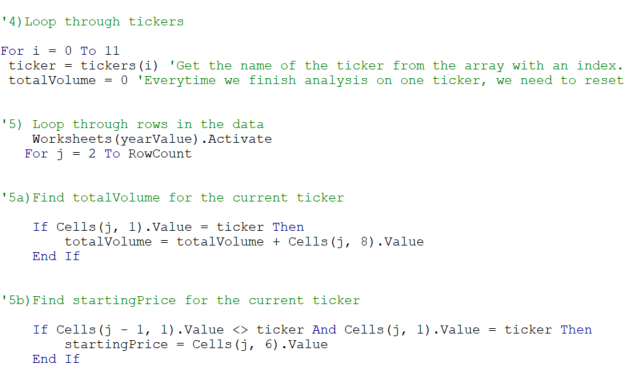 '4)Loop through tickers
For i = 0 To 11
ticker = tickers(i) 'Get the name of the ticker from the array with an index.
totalVolume = 0 'Everytime we finish analysis on one ticker, we need to reset
'5) Loop through rows in the data
Worksheets(yearValue).Activate
For j = 2 To RowCount
'5a)Find totalVolume for the current ticker
If Cells(j, 1).Value = ticker Then
totalVolume = totalVolume + Cells(j, 8).Value
End If
'5b)Find startingPrice for the current ticker
If Cells(j - 1, 1).Value <> ticker And Cells(j, 1).Value = ticker Then
startingPrice = Cells(j, 6).Value
End If